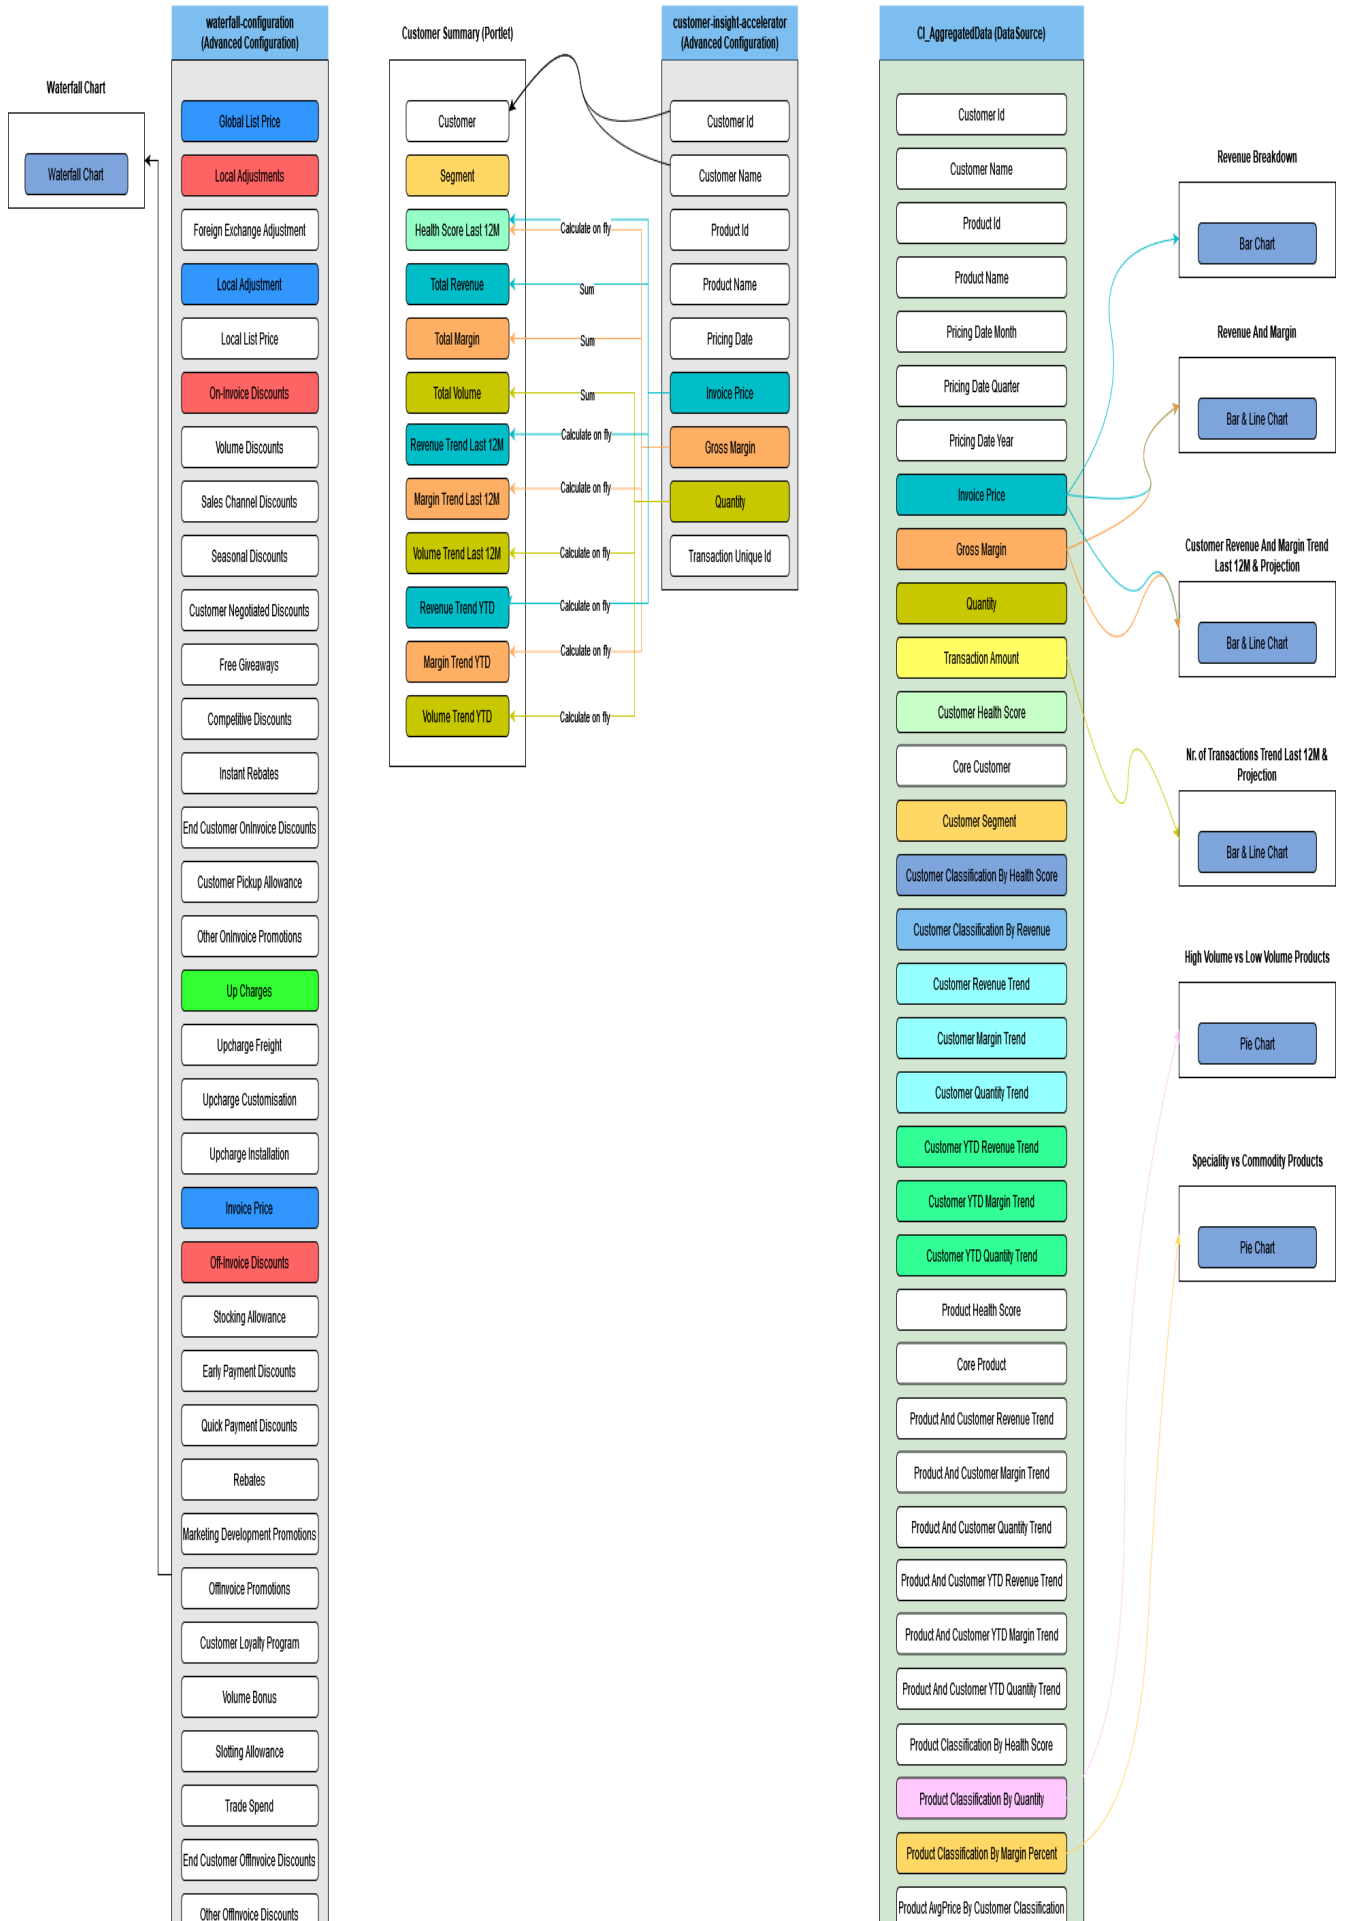 Waterfall Chart
Waterfall Chart
waterfall-configuration
(Advanced Configuration)
Global List Price
Local Adjustments
Foreign Exchange Adjustment
Local Adjustment
Local List Price
On-Invoice Discounts
Volume Discounts
Sales Channel Discounts
Seasonal Discounts
Customer Negotiated Discounts
Free Giveaways
Competitive Discounts
Instant Rebates
End Customer OnInvoice Discounts
Customer Pickup Allowance
Other OnInvoice Promotions
Up Charges
Upcharge Freight
Upcharge Customisation
Upcharge Installation
Invoice Price
Off-Invoice Discounts
Stocking Allowance
Early Payment Discounts
Quick Payment Discounts
Rebates
Marketing Development Promotions
OffInvoice Promotions
Customer Loyalty Program
Volume Bonus
Slotting Allowance
Trade Spend
End Customer OffInvoice Discounts
Other OffInvoice Discounts
Customer Summary (Portlet)
Customer
Segment
Health Score Last 12M
Total Revenue
Total Margin
Total Volume
Revenue Trend Last 12M
Margin Trend Last 12M
Volume Trend Last 12M
Revenue Trend YTD
Margin Trend YTD
Volume Trend YTD
Calculate on fly
Sum
Sum
Sum
Calculate on fly
Calculate on fly
Calculate on fly
Calculate on fly
Calculate on fly
Calculate on fly
customer-insight-accelerator
(Advanced Configuration)
Customer Id
Customer Name
Product Id
Product Name
Pricing Date
Invoice Price
Gross Margin
Quantity
Transaction Unique Id
CI_AggregatedData (DataSource)
Customer Id
Customer Name
Product Id
Product Name
Pricing Date Month
Pricing Date Quarter
Pricing Date Year
Invoice Price
Gross Margin
Quantity
Transaction Amount
Customer Health Score
Core Customer
Customer Segment
Customer Classification By Health Score
Customer Classification By Revenue
Customer Revenue Trend
Customer Margin Trend
Customer Quantity Trend
Customer YTD Revenue Trend
Customer YTD Margin Trend
Customer YTD Quantity Trend
Product Health Score
Core Product
Product And Customer Revenue Trend
Product And Customer Margin Trend
Product And Customer Quantity Trend
Product And Customer YTD Revenue Trend
Product And Customer YTD Margin Trend
Product And Customer YTD Quantity Trend
Product Classification By Health Score
Product Classification By Quantity
Product Classification By Margin Percent
Product AvgPrice By Customer Classification
Revenue Breakdown
Bar Chart
Revenue And Margin
Bar & Line Chart
Customer Revenue And Margin Trend
Last 12M & Projection
Bar & Line Chart
Nr. of Transactions Trend Last 12M &
Projection
Bar & Line Chart
High Volume vs Low Volume Products
Pie Chart
Speciality vs Commodity Products
Pie Chart